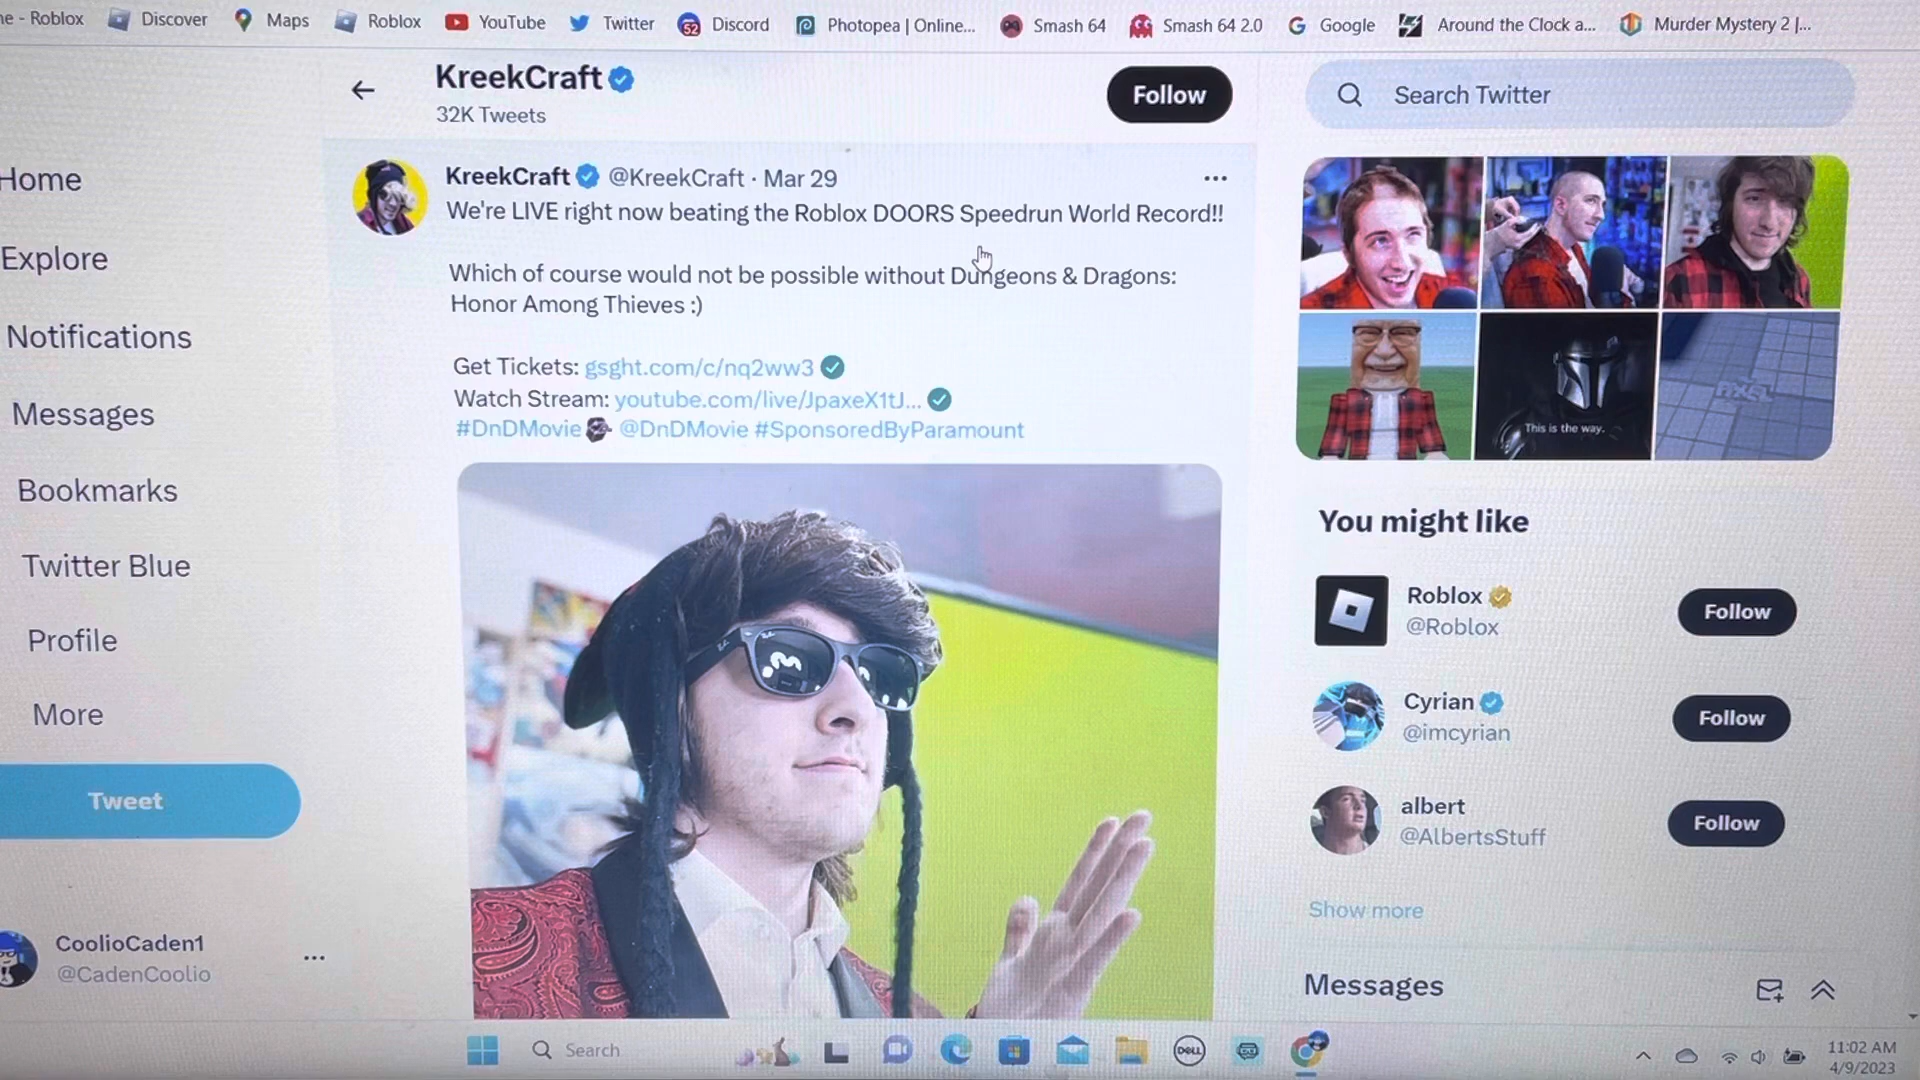 ne - Roblox Discover Maps Roblox YouTube Twitter 52 Discord Photopea | Online... Smash 64 Smash 64 2.0 Google Around the Clock a... Murder Mystery 2 |...
KreekCraft
32K Tweets
Follow
Search Twitter
Home
Explore
Notifications
Messages
Bookmarks
Twitter Blue
Profile
More
Tweet
CoolioCaden1
@CadenCoolio
KreekCraft @KreekCraft · Mar 29
We're LIVE right now beating the Roblox DOORS Speedrun World Record!!
Which of course would not be possible without Dungeons & Dragons:
Honor Among Thieves :)
Get Tickets: gsght.com/c/nq2ww3
Watch Stream: youtube.com/live/JpaxeX1tJ...
#DnDMovie @DnDMovie #SponsoredByParamount
This is the way.
You might like
Roblox
@Roblox
Follow
Cyrian
@imcyrian
Follow
albert
@AlbertsStuff
Follow
Show more
Messages
Search
DELL
11:02 AM
4/9/2023